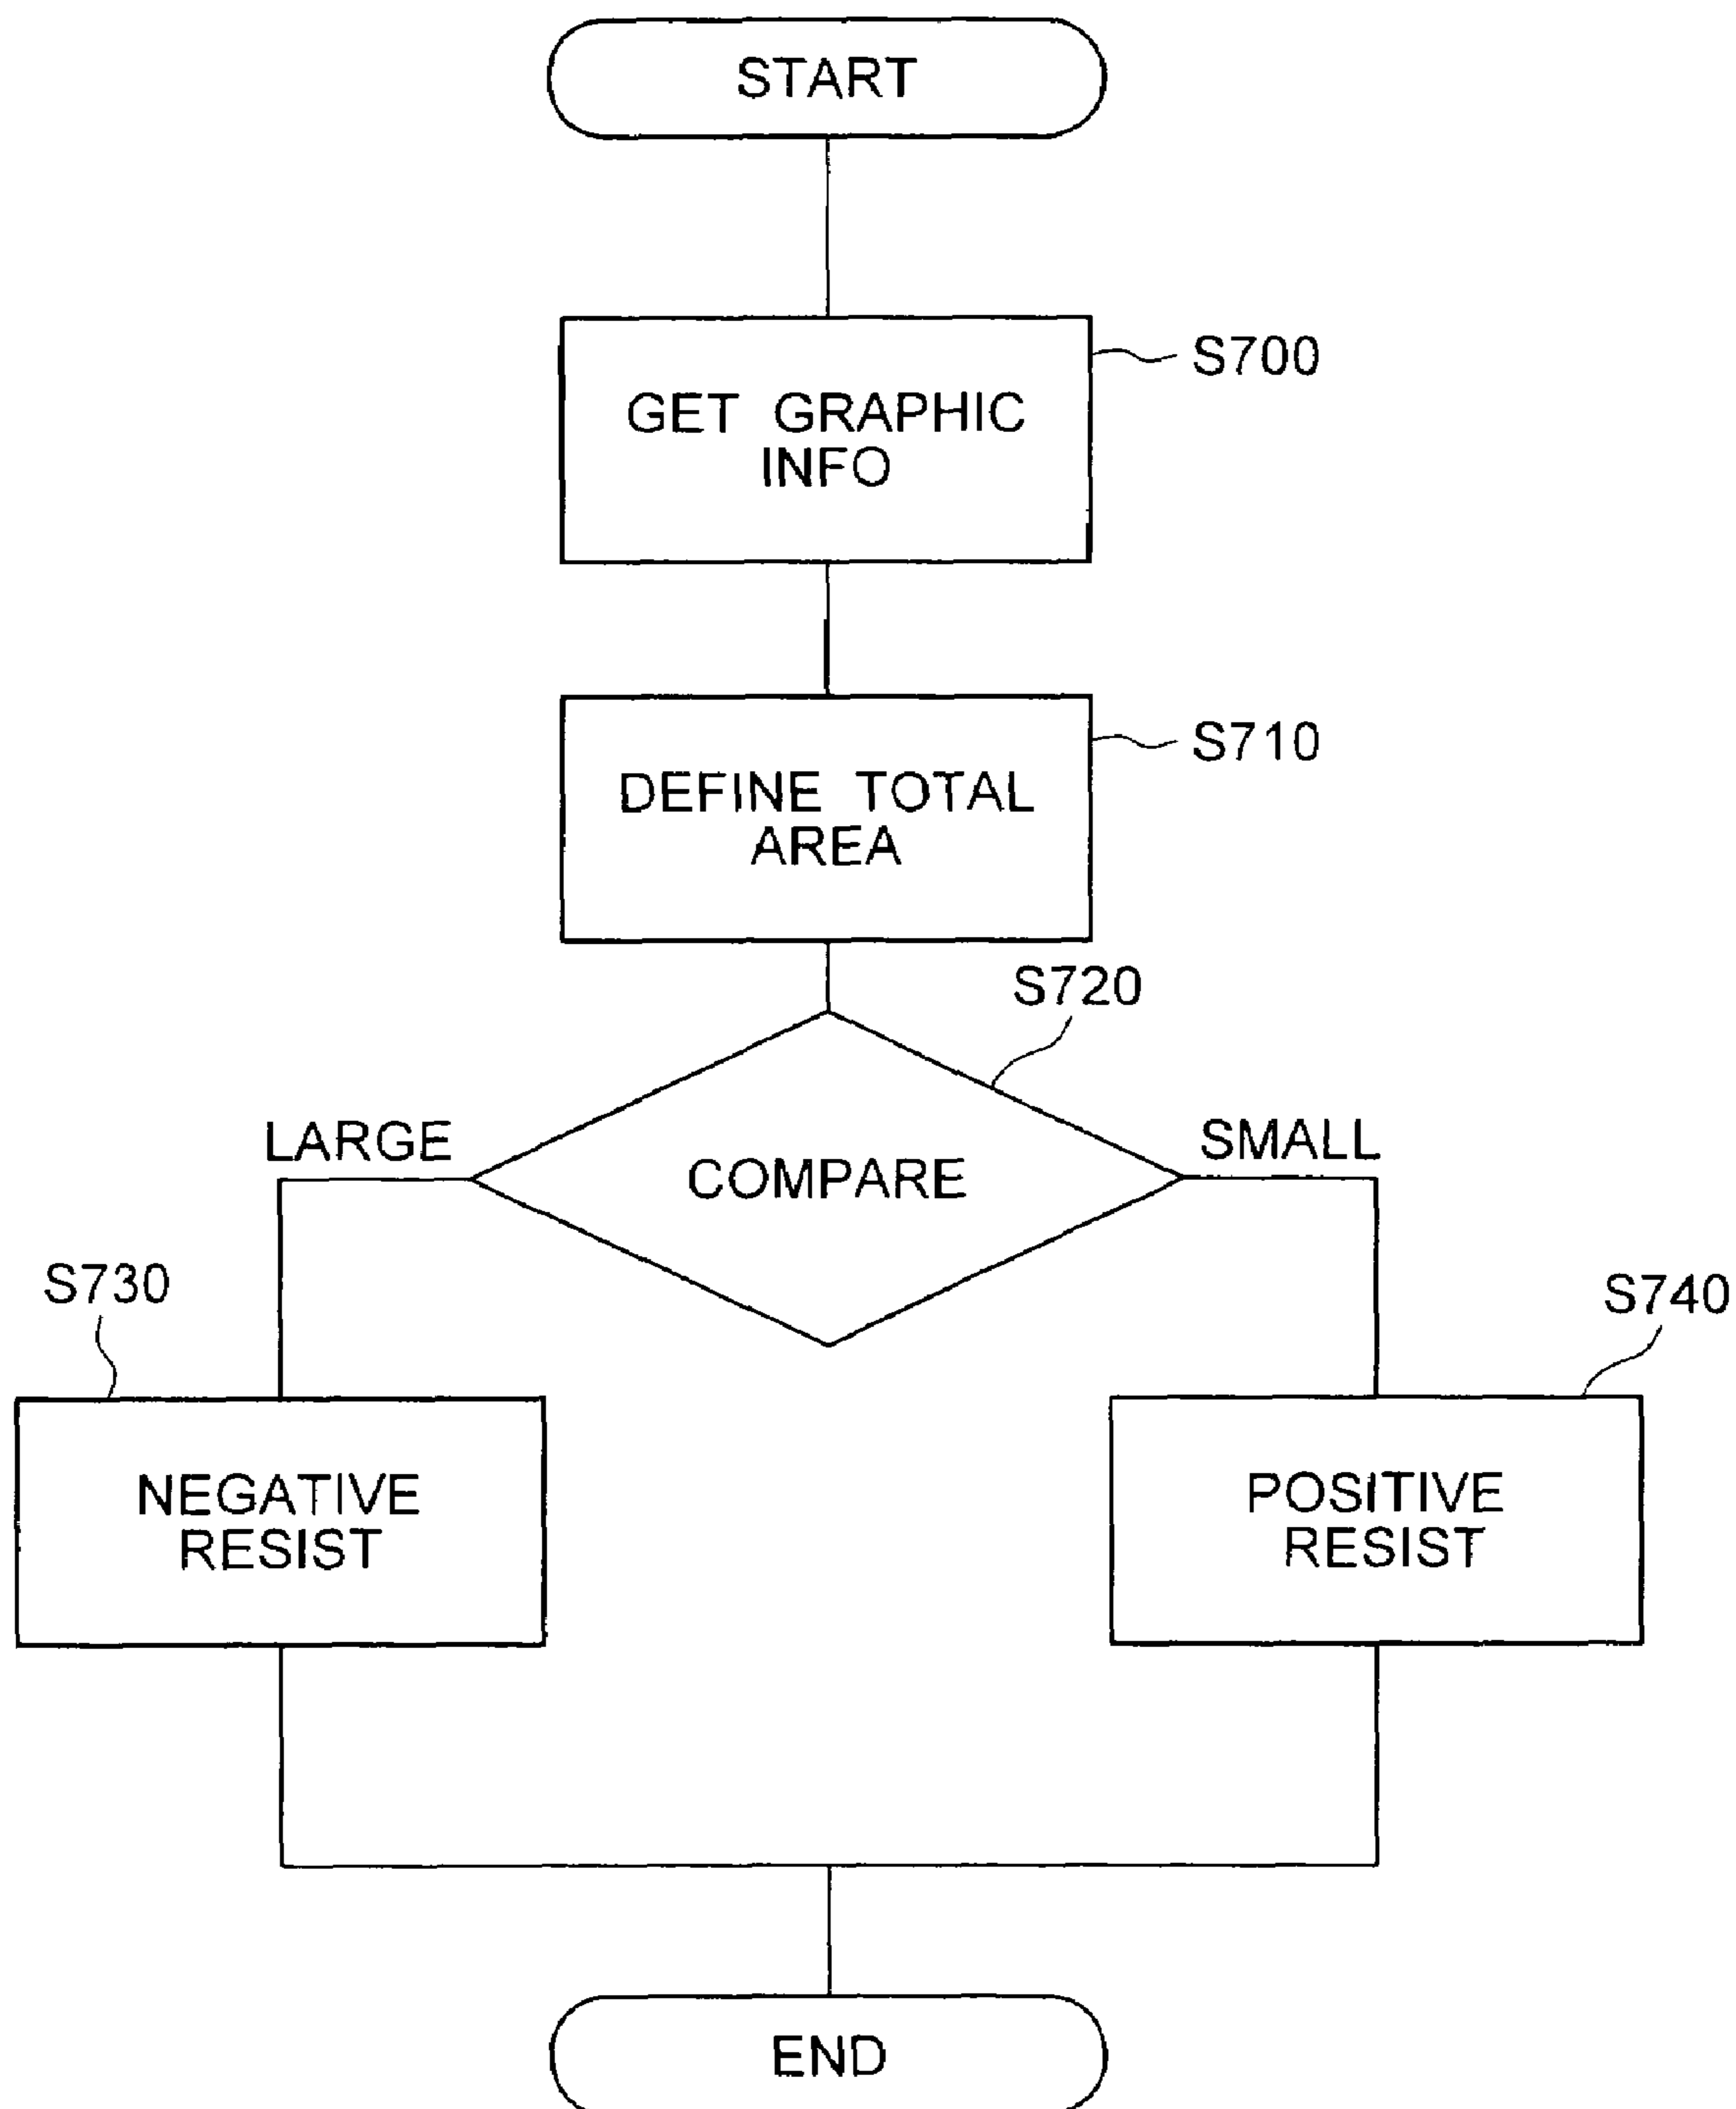 START
S700
GET GRAPHIC
INFO
S710
DEFINE TOTAL
AREA
S720
LARGE
SMALL
COMPARE
S730
S740
NEGATIVE
RESIST
POSITIVE
RESIST
END